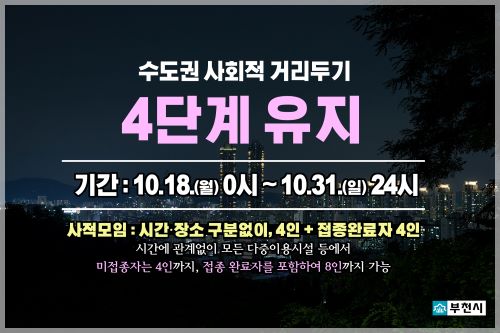 수도권 사회적 거리두기
4단계 유지
기간 : 10.18.(월) 0시 ~ 10.31.(일) 24시
사적모임 : 시간·장소 구분없이, 4인 + 접종완료자 4인
시간에 관계없이 모든 다중이용시설 등에서
미접종자는 4인까지, 접종 완료자를 포함하여 8인까지 가능
부천시